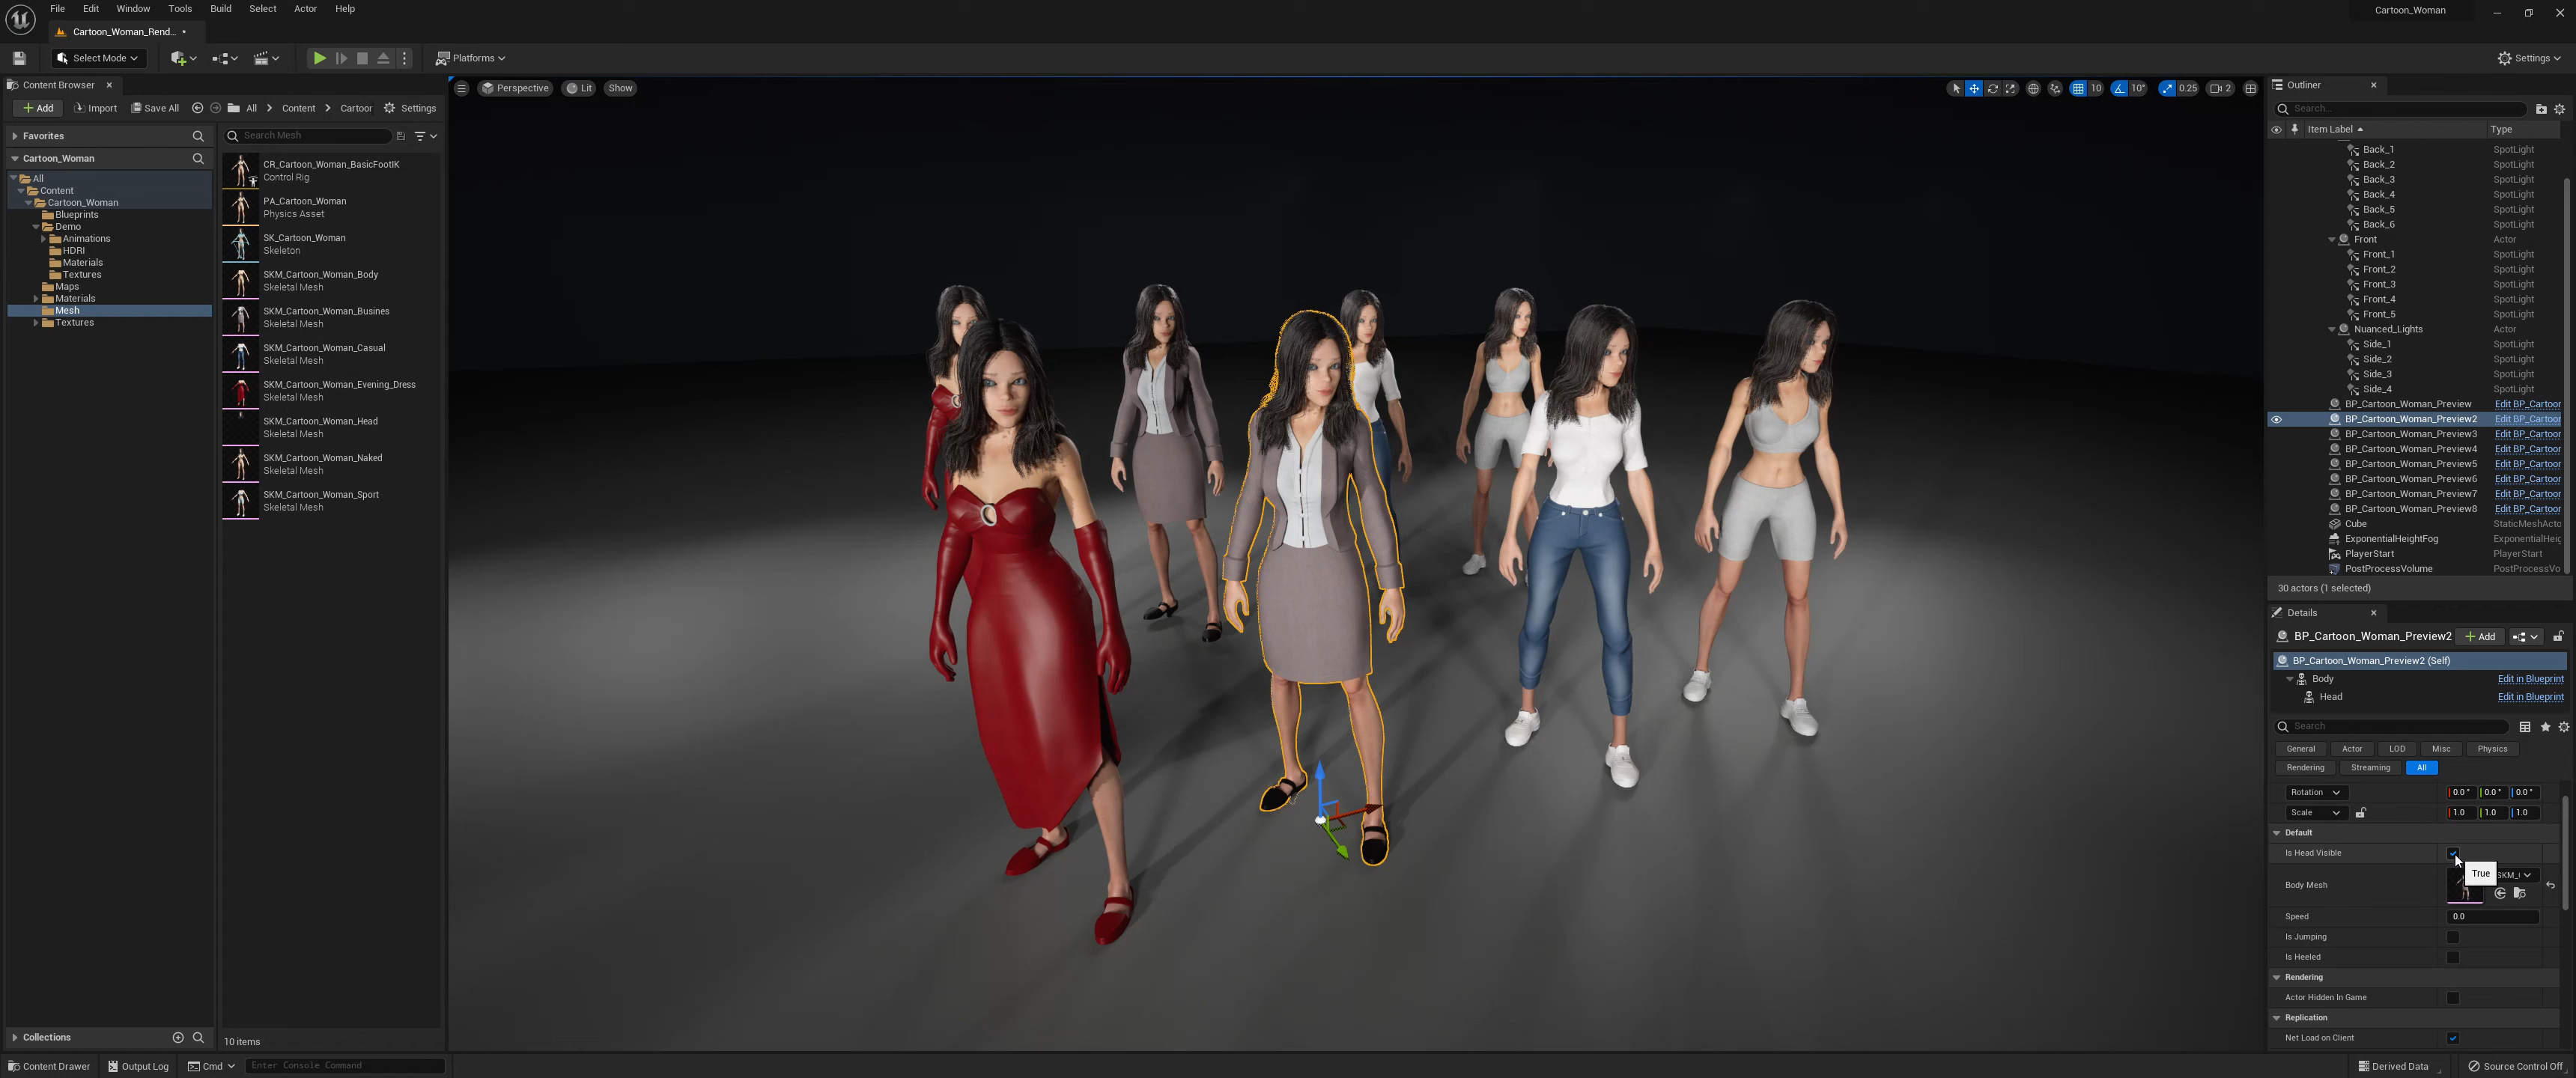 File Edit Window Tools Build Select Actor Help
Cartoon_Woman
Cartoon_Woman_Rend...
Select Mode
Platforms
Settings
Content Browser
Add Import Save All All Content Cartoor Settings
Favorites
Search Mesh
Cartoon_Woman
All
Content
Cartoon_Woman
Blueprints
Demo
Animations
HDRI
Materials
Textures
Maps
Materials
Mesh
Textures
CR_Cartoon_Woman_BasicFootIK
Control Rig
PA_Cartoon_Woman
Physics Asset
SK_Cartoon_Woman
Skeleton
SKM_Cartoon_Woman_Body
Skeletal Mesh
SKM_Cartoon_Woman_Busines
Skeletal Mesh
SKM_Cartoon_Woman_Casual
Skeletal Mesh
SKM_Cartoon_Woman_Evening_Dress
Skeletal Mesh
SKM_Cartoon_Woman_Head
Skeletal Mesh
SKM_Cartoon_Woman_Naked
Skeletal Mesh
SKM_Cartoon_Woman_Sport
Skeletal Mesh
Collections
10 items
Perspective Lit Show
10 10° 0.25 2
Outliner
Search...
Item Label Type
Back_1 SpotLight
Back_2 SpotLight
Back_3 SpotLight
Back_4 SpotLight
Back_5 SpotLight
Back_6 SpotLight
Front Actor
Front_1 SpotLight
Front_2 SpotLight
Front_3 SpotLight
Front_4 SpotLight
Front_5 SpotLight
Nuanced_Lights Actor
Side_1 SpotLight
Side_2 SpotLight
Side_3 SpotLight
Side_4 SpotLight
BP_Cartoon_Woman_Preview Edit BP_Cartoor
BP_Cartoon_Woman_Preview2 Edit BP_Cartoor
BP_Cartoon_Woman_Preview3 Edit BP_Cartoor
BP_Cartoon_Woman_Preview4 Edit BP_Cartoor
BP_Cartoon_Woman_Preview5 Edit BP_Cartoor
BP_Cartoon_Woman_Preview6 Edit BP_Cartoor
BP_Cartoon_Woman_Preview7 Edit BP_Cartoor
BP_Cartoon_Woman_Preview8 Edit BP_Cartoor
Cube StaticMeshActo
ExponentialHeightFog ExponentialHeig
PlayerStart PlayerStart
PostProcessVolume PostProcessVo
30 actors (1 selected)
Details
BP_Cartoon_Woman_Preview2 Add
BP_Cartoon_Woman_Preview2 (Self)
Body Edit in Blueprint
Head Edit in Blueprint
Search
General Actor LOD Misc Physics
Rendering Streaming All
Rotation 0.0° 0.0° 0.0°
Scale 1.0 1.0 1.0
Default
Is Head Visible
True
Body Mesh SKM_(
Speed 0.0
Is Jumping
Is Heeled
Rendering
Actor Hidden In Game
Replication
Net Load on Client
Content Drawer Output Log Cmd Enter Console Command
Derived Data Source Control Off